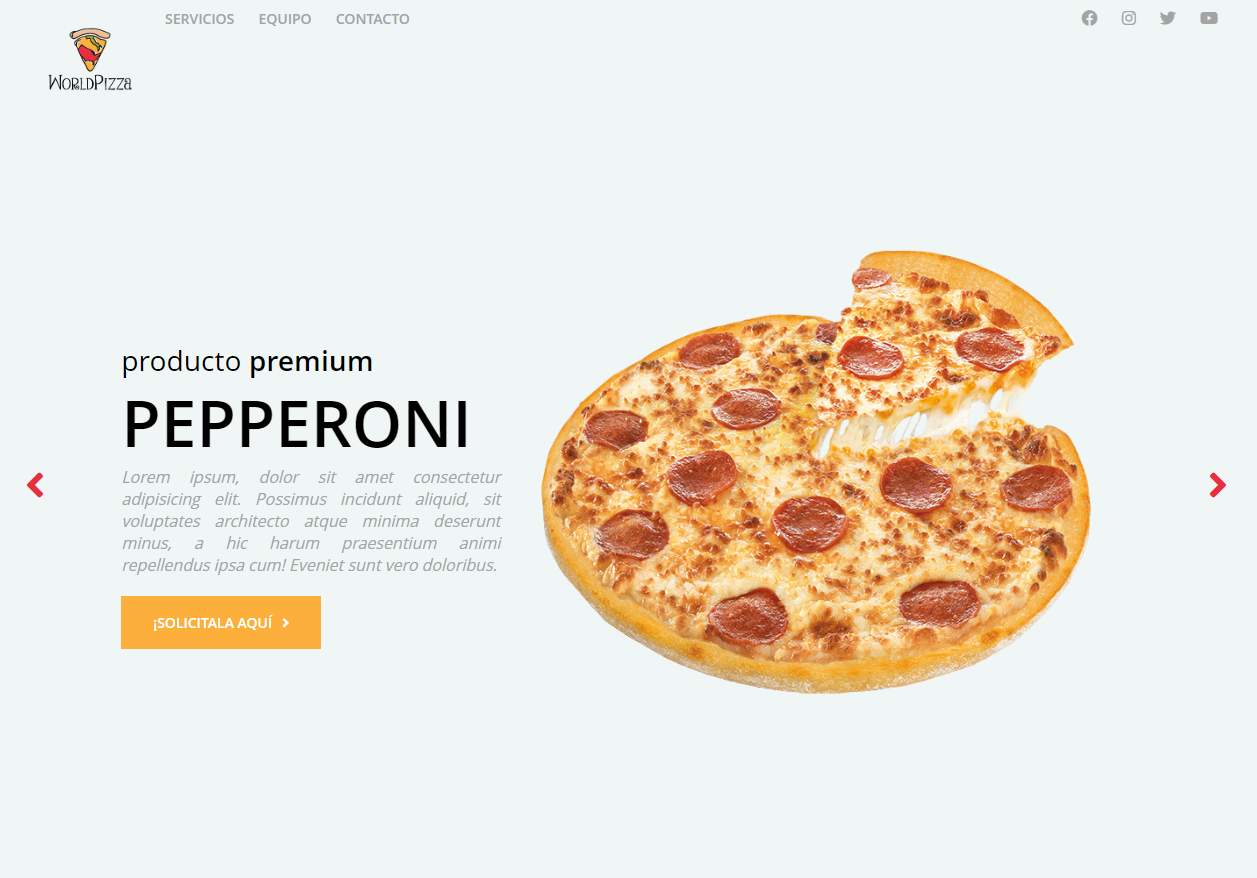 SERVICIOS EQUIPO CONTACTO
WORLDPIZZA
producto premium
PEPPERONI
Lorem ipsum, dolor sit amet consectetur
adipisicing elit. Possimus incidunt aliquid, sit
voluptates architecto atque minima deserunt
minus, a hic harum praesentium animi
repellendus ipsa cum! Eveniet sunt vero doloribus.
¡SOLICITALA AQUÍ